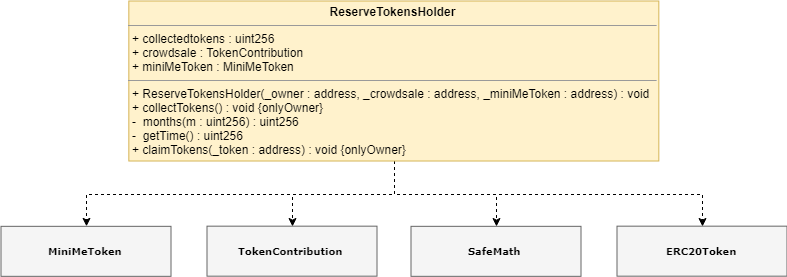 ReserveTokensHolder
+ collectedtokens : uint256
+ crowdsale : TokenContribution
+ miniMeToken : MiniMeToken
+ ReserveTokensHolder(_owner : address, _crowdsale : address, _miniMeToken : address) : void
+ collectTokens() : void {onlyOwner}
- months(m : uint256) : uint256
- getTime() : uint256
+ claimTokens(_token : address) : void {onlyOwner}
MiniMeToken
TokenContribution
SafeMath
ERC20Token